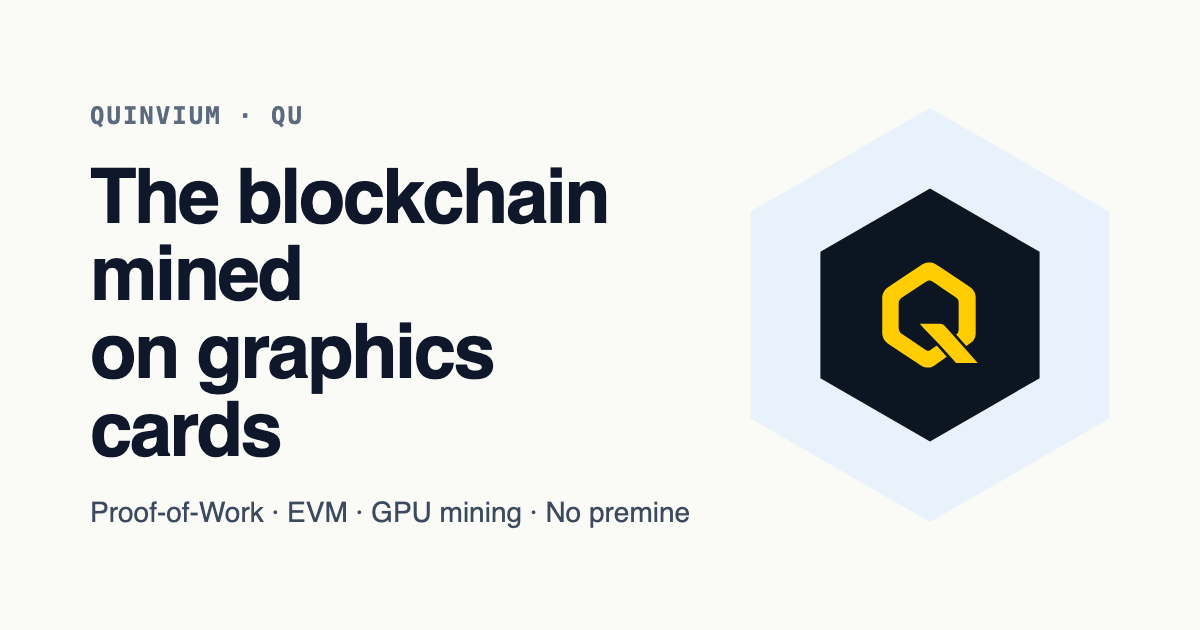 QUINVIUM · QU
The blockchain
mined
on graphics
cards
Proof-of-Work · EVM · GPU mining · No premine